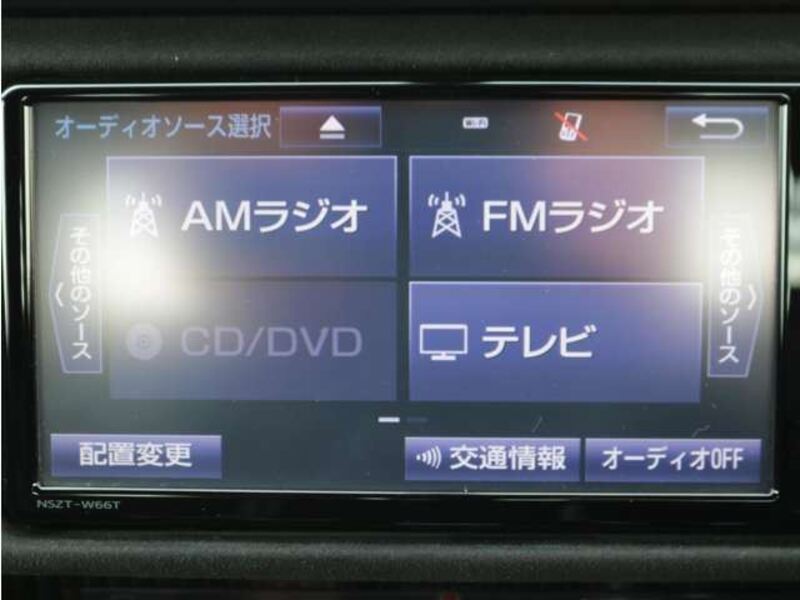 オーディオソース選択
Wi-Fi
AMラジオ
FMラジオ
その他のソース
その他のソース
CD/DVD
テレビ
配置変更
交通情報
オーディオOFF
NSZT-W66T